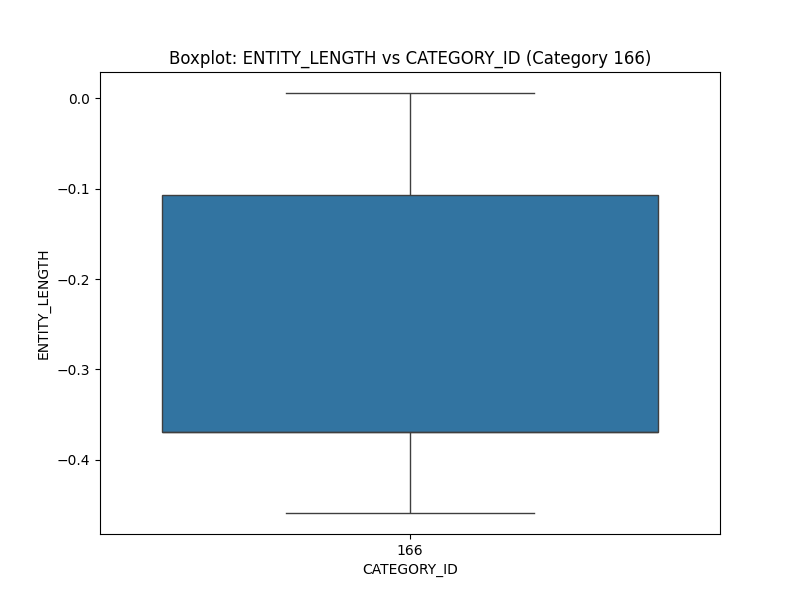 Boxplot: ENTITY_LENGTH vs CATEGORY_ID (Category 166)
0.0
−0.1
−0.2
−0.3
−0.4
ENTITY_LENGTH
166
CATEGORY_ID